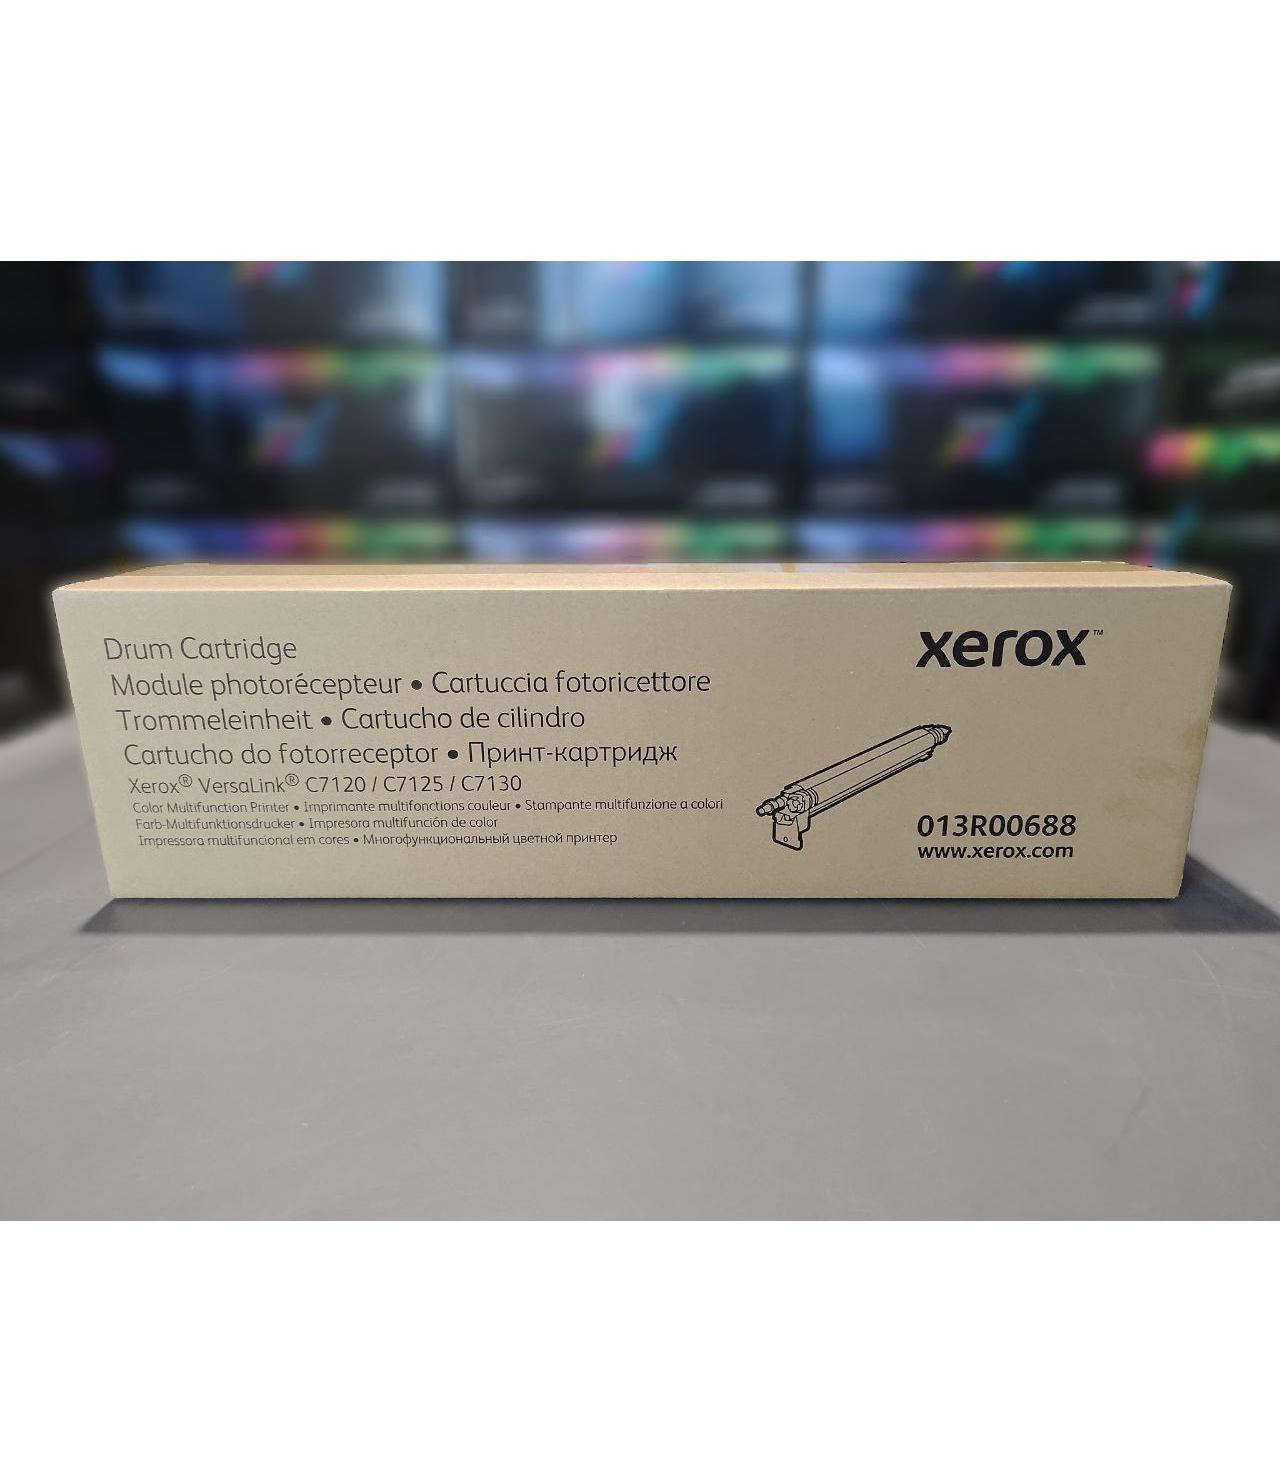 Drum Cartridge
Module photorécepteur • Cartuccia fotoricettore
Trommeleinheit • Cartucho de cilindro
Cartucho do fotorreceptor • Принт-картридж
Xerox® VersaLink® C7120 / C7125 / C7130
Color Multifunction Printer • Imprimante multifonctions couleur • Stampante multifunzione a colori
Farb-Multifunktionsdrucker • Impresora multifunción de color
Impressora multifuncional em cores • Многофункциональный цветной принтер
xerox™
013R00688
www.xerox.com